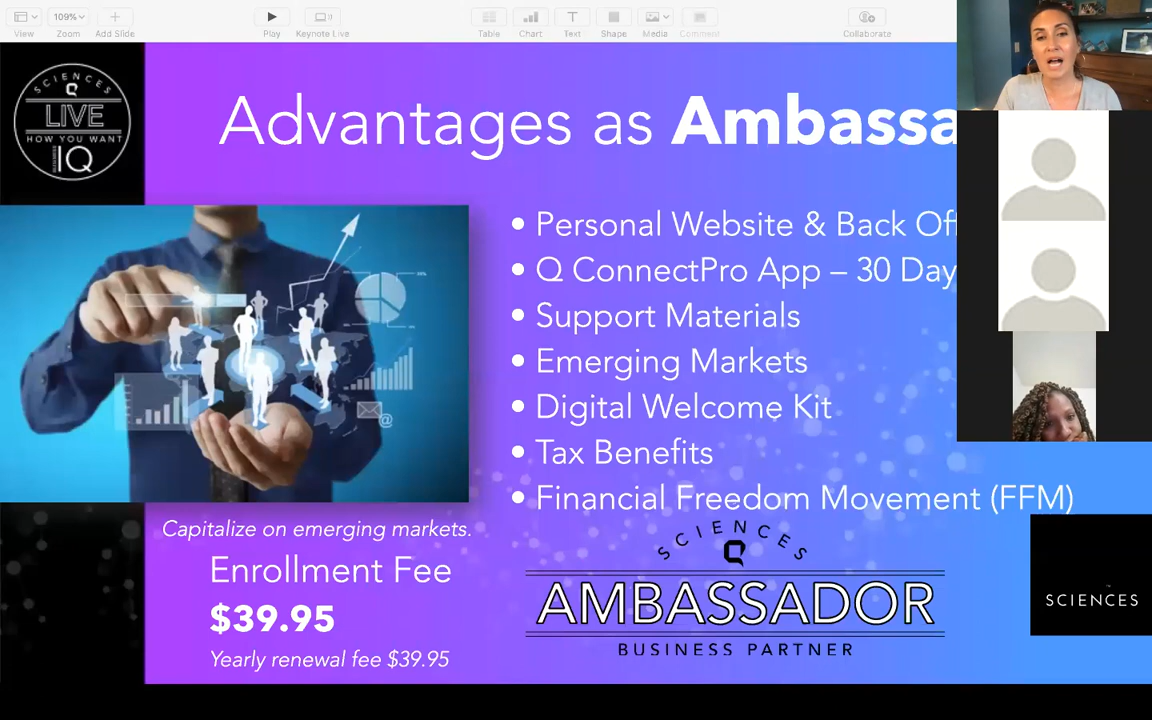 109%
View
Zoom
Add Slide
Play
Keynote Live
Table
Chart
Text
Shape
Media
Comment
Collaborate
SCIENCES
LIVE
HOW YOU WANT
IQ
Advantages as Ambassa
• Personal Website & Back Of
• Q ConnectPro App – 30 Day
• Support Materials
• Emerging Markets
• Digital Welcome Kit
• Tax Benefits
• Financial Freedom Movement (FFM)
Capitalize on emerging markets.
Enrollment Fee
$39.95
Yearly renewal fee $39.95
SCIENCES
Q
AMBASSADOR
BUSINESS PARTNER
SCIENCES